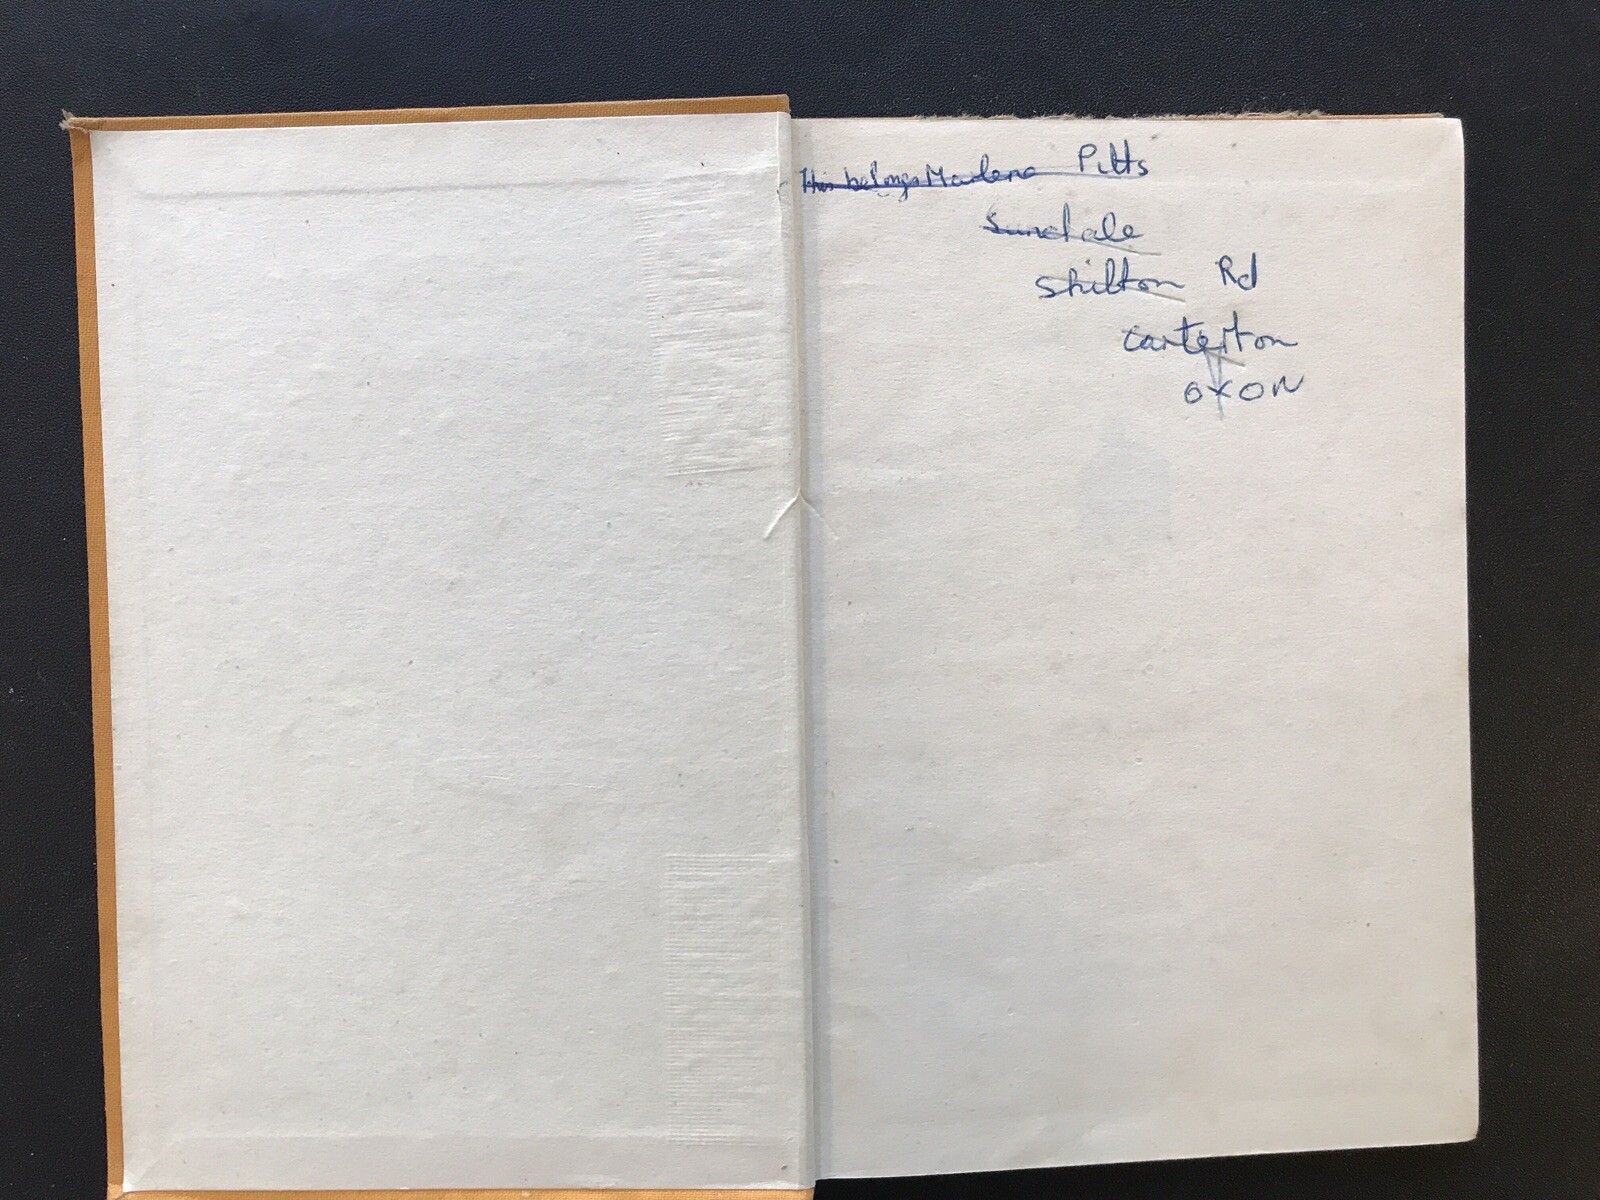 This belongs Marlene Pitts
Sundale
Shilton Rd
Carterton
OXON